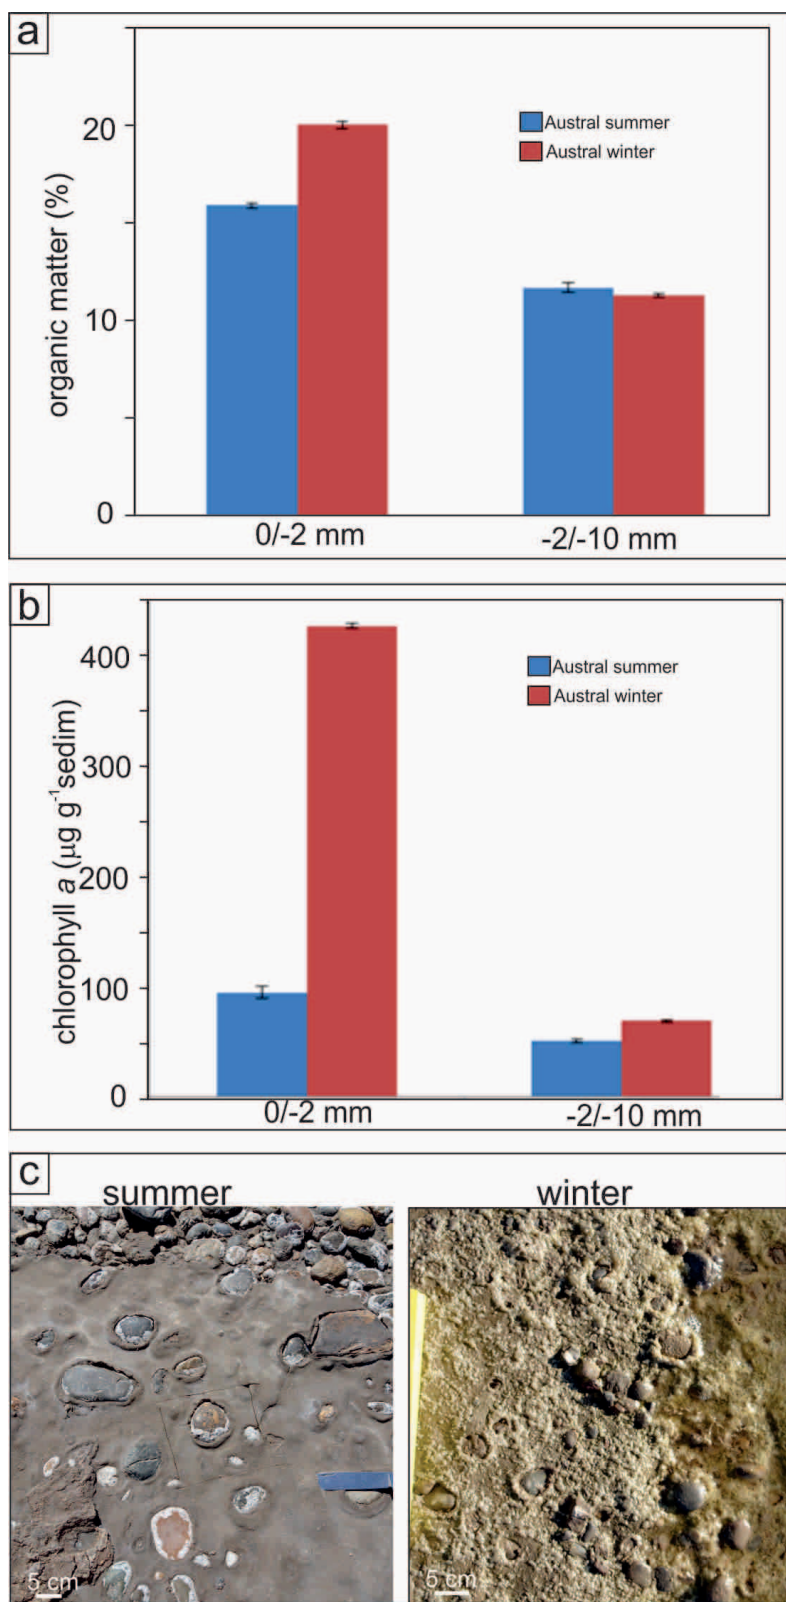 a
organic matter (%)
20
10
0
Austral summer
Austral winter
0/-2 mm
-2/-10 mm
b
chlorophyll a (µg g-1sedim)
400
300
200
100
0
Austral summer
Austral winter
0/-2 mm
-2/-10 mm
c
summer
winter
5 cm
5 cm